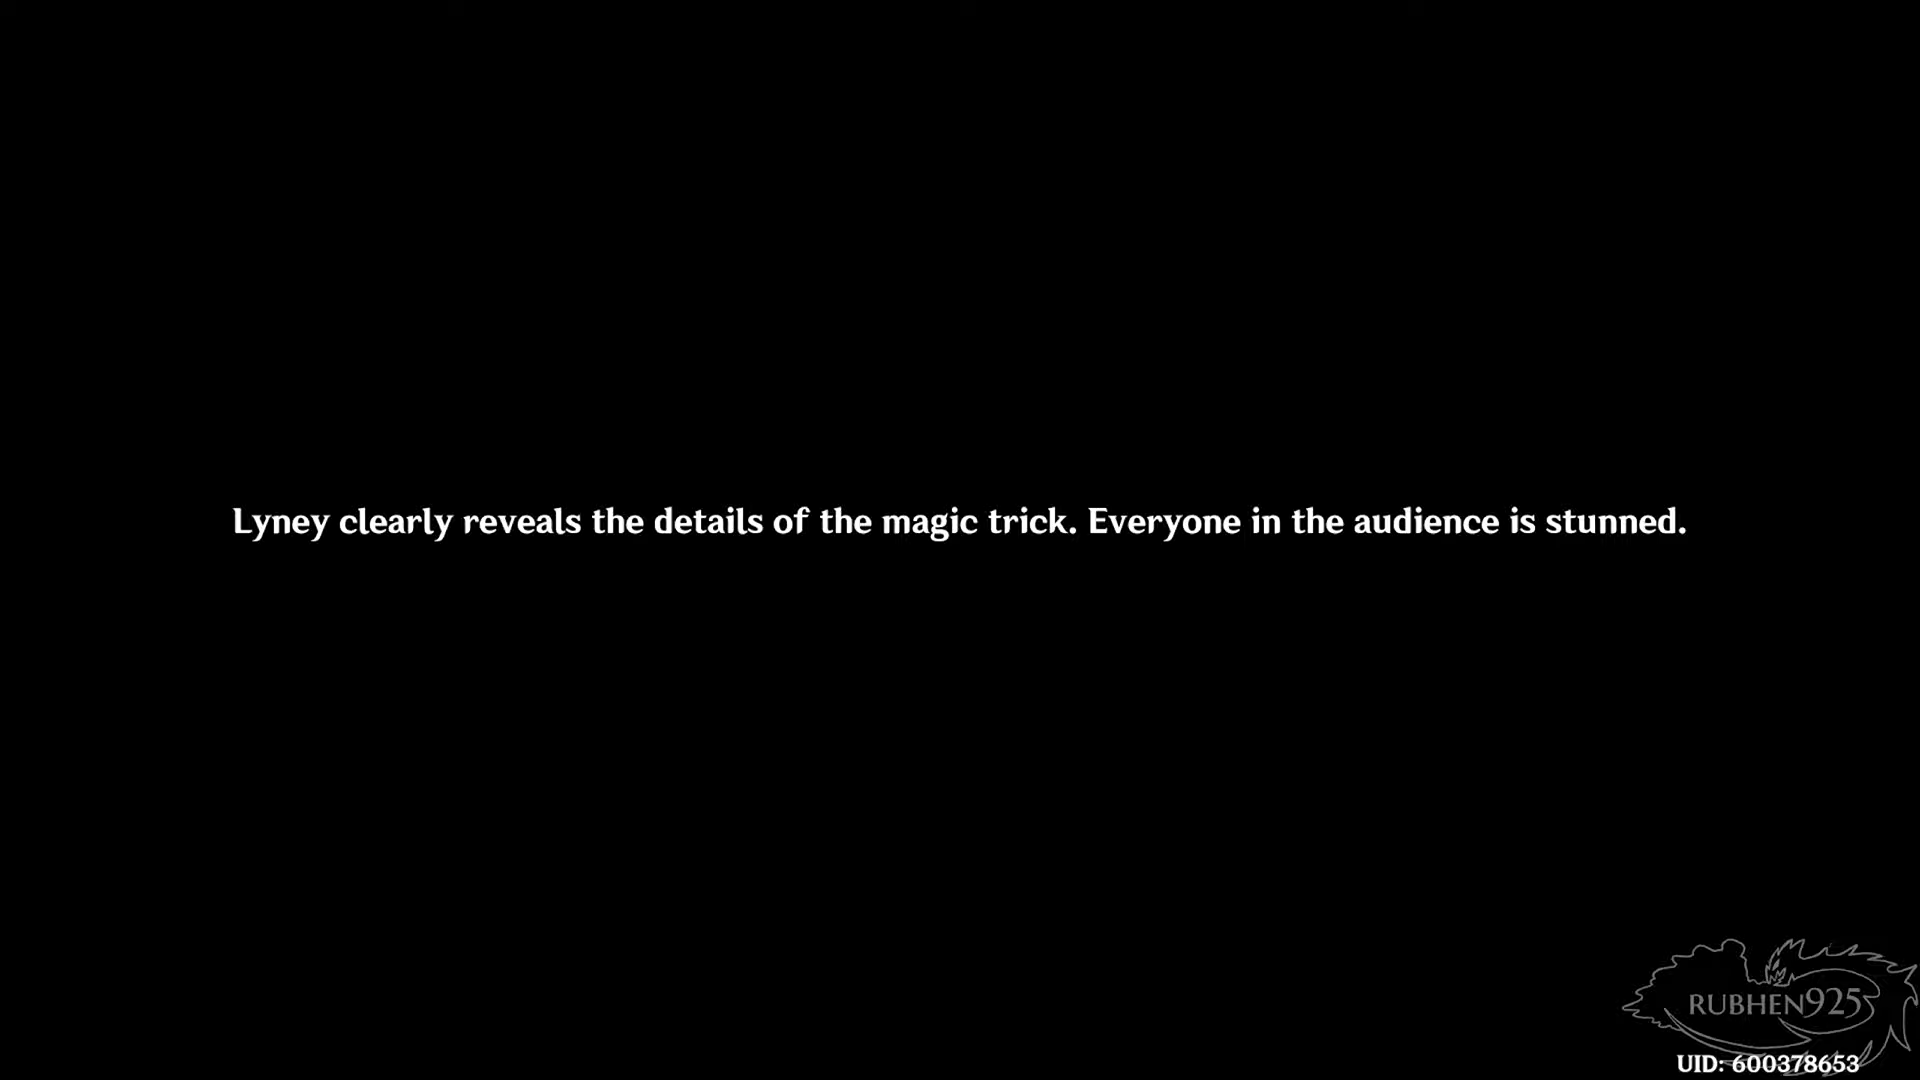 Lyney clearly reveals the details of the magic trick. Everyone in the audience is stunned.
RUBHEN925
UID: 600378653